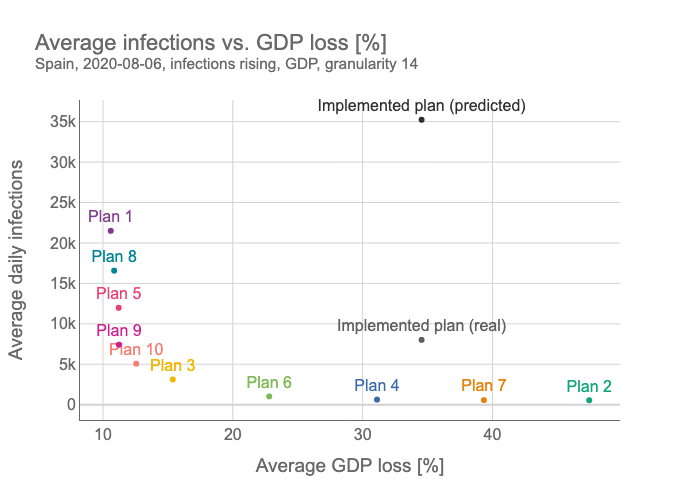 Average infections vs. GDP loss [%]
Spain, 2020-08-06, infections rising, GDP, granularity 14
Implemented plan (predicted)
35k
30k
25k
Plan 1
20k
Plan 8
15k
Plan 5
10k
Implemented plan (real)
Plan 9
Plan 10
5k
Plan 3
Plan 6
Plan 4
Plan 7
Plan 2
0
10
20
30
40
Average daily infections
Average GDP loss [%]